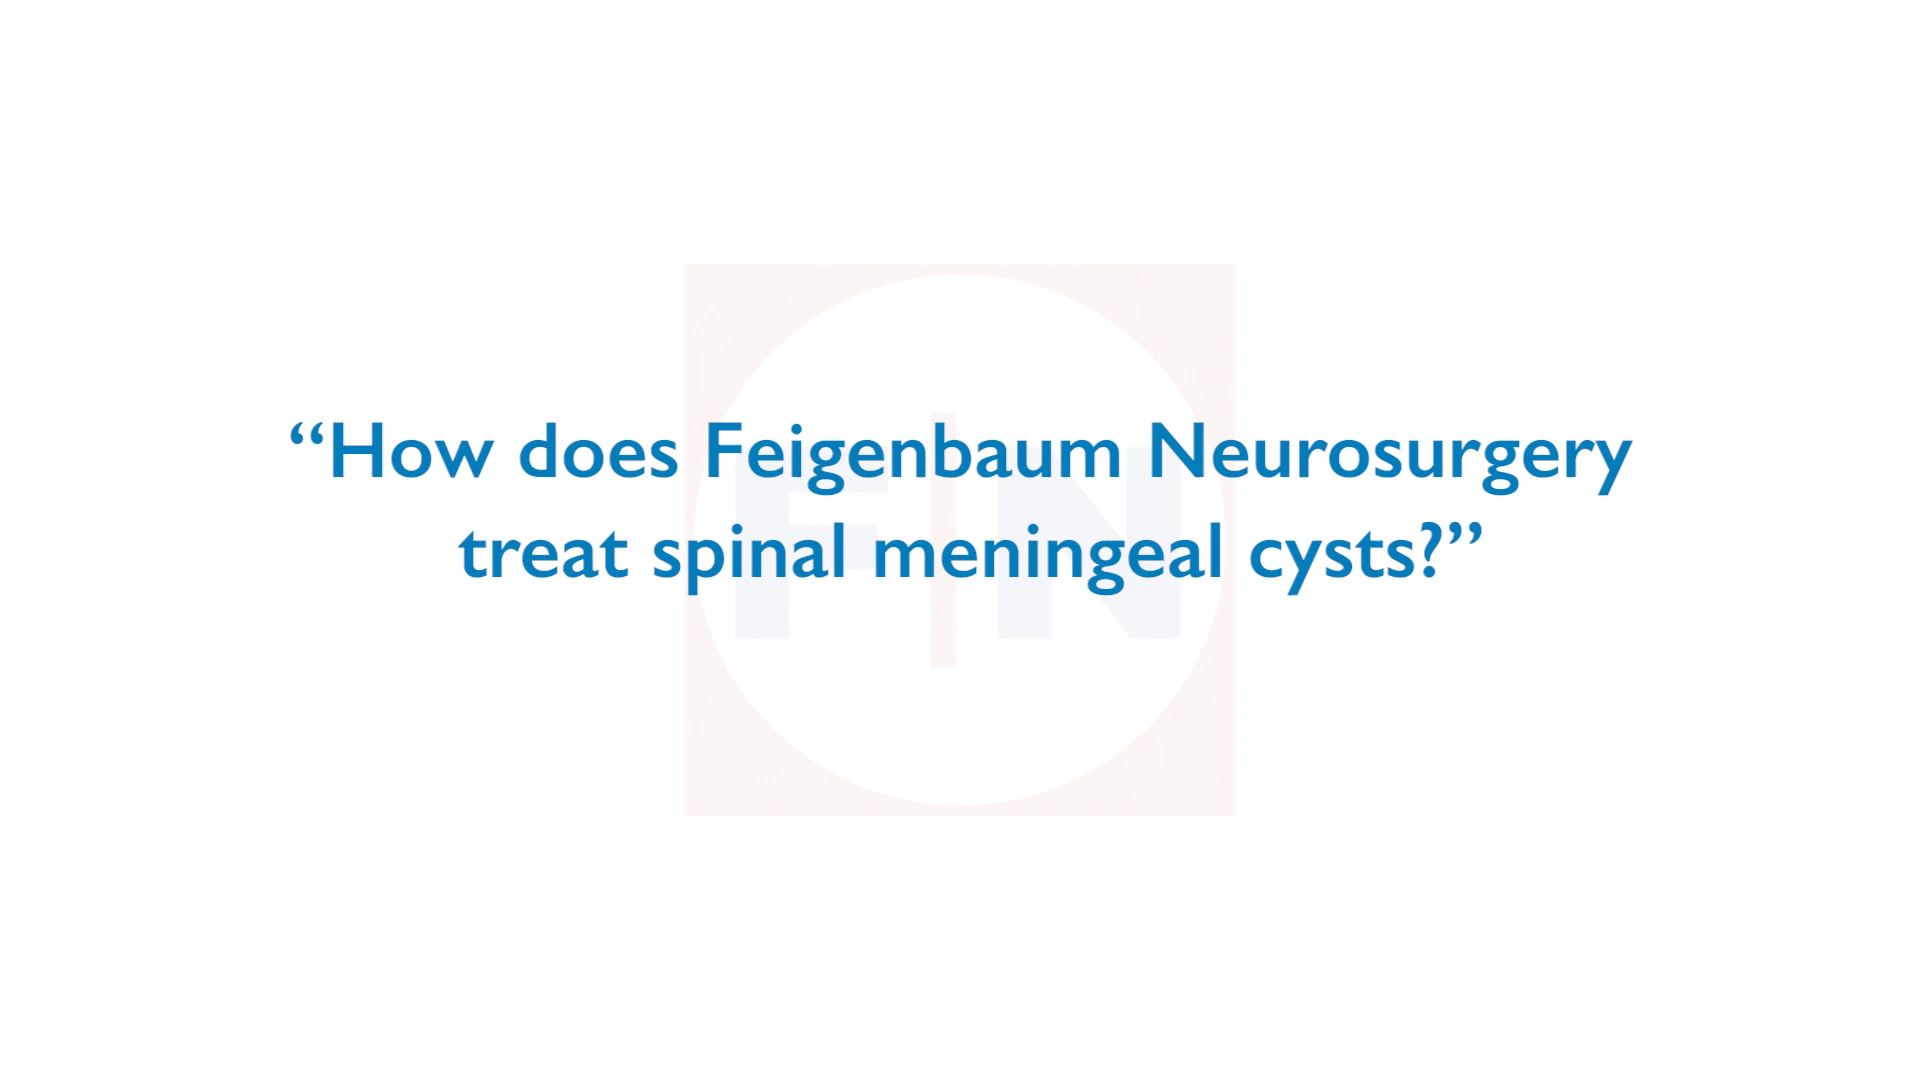 “How does Feigenbaum Neurosurgery
treat spinal meningeal cysts?”
F|N